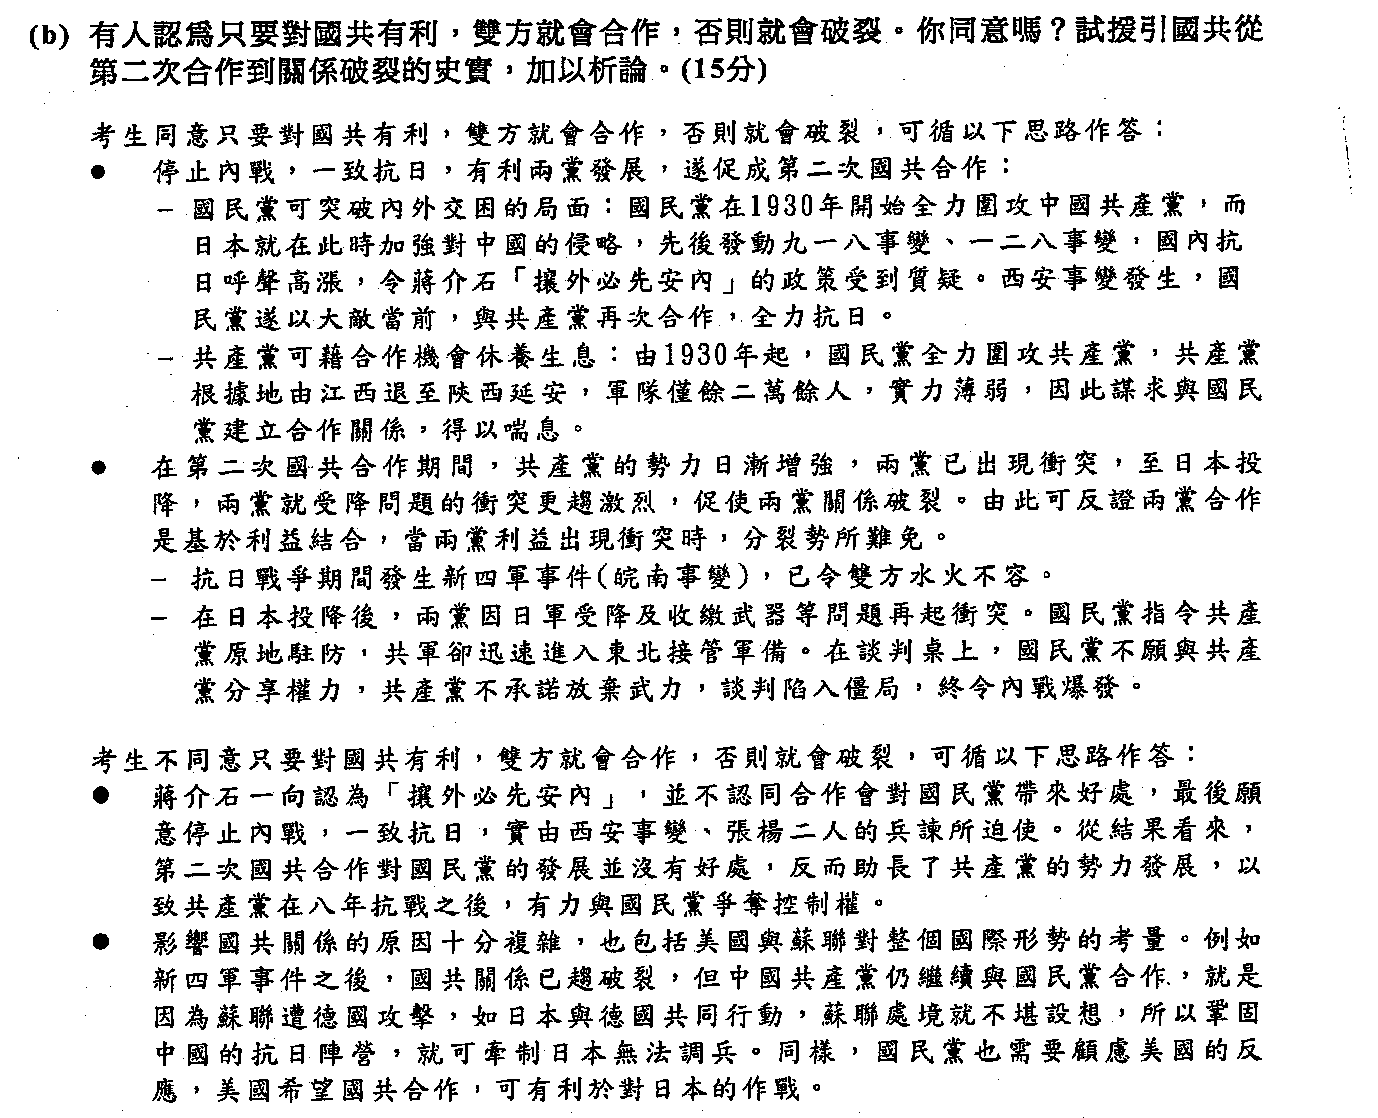 (b) 有人認爲只要對國共有利，雙方就會合作，否則就會破裂。你同意嗎？試援引國共從
第二次合作到關係破裂的史實，加以析論。(15分)
考生同意只要對國共有利，雙方就會合作，否則就會破裂，可循以下思路作答：
● 停止內戰，一致抗日，有利兩黨發展，遂促成第二次國共合作：
– 國民黨可突破內外交困的局面：國民黨在1930年開始全力圍攻中國共產黨，而
日本就在此時加強對中國的侵略，先後發動九一八事變、一二八事變，國內抗
日呼聲高漲，令蔣介石「攘外必先安內」的政策受到質疑。西安事變發生，國
民黨遂以大敵當前，與共產黨再次合作，全力抗日。
– 共產黨可藉合作機會休養生息：由1930年起，國民黨全力圍攻共產黨，共產黨
根據地由江西退至陝西延安，軍隊僅餘二萬餘人，實力薄弱，因此謀求與國民
黨建立合作關係，得以喘息。
● 在第二次國共合作期間，共產黨的勢力日漸增強，兩黨已出現衝突，至日本投
降，兩黨就受降問題的衝突更趨激烈，促使兩黨關係破裂。由此可反證兩黨合作
是基於利益結合，當兩黨利益出現衝突時，分裂勢所難免。
– 抗日戰爭期間發生新四軍事件(皖南事變)，已令雙方水火不容。
– 在日本投降後，兩黨因日軍受降及收繳武器等問題再起衝突。國民黨指令共產
黨原地駐防，共軍卻迅速進入東北接管軍備。在談判桌上，國民黨不願與共產
黨分享權力，共產黨不承諾放棄武力，談判陷入僵局，終令內戰爆發。
考生不同意只要對國共有利，雙方就會合作，否則就會破裂，可循以下思路作答：
● 蔣介石一向認為「攘外必先安內」，並不認同合作會對國民黨帶來好處，最後願
意停止內戰，一致抗日，實由西安事變、張楊二人的兵諫所迫使。從結果看來，
第二次國共合作對國民黨的發展並沒有好處，反而助長了共產黨的勢力發展，以
致共產黨在八年抗戰之後，有力與國民黨爭奪控制權。
● 影響國共關係的原因十分複雜，也包括美國與蘇聯對整個國際形勢的考量。例如
新四軍事件之後，國共關係已趨破裂，但中國共產黨仍繼續與國民黨合作，就是
因為蘇聯遭德國攻擊，如日本與德國共同行動，蘇聯處境就不堪設想，所以鞏固
中國的抗日陣營，就可牽制日本無法調兵。同樣，國民黨也需要顧慮美國的反
應，美國希望國共合作，可有利於對日本的作戰。